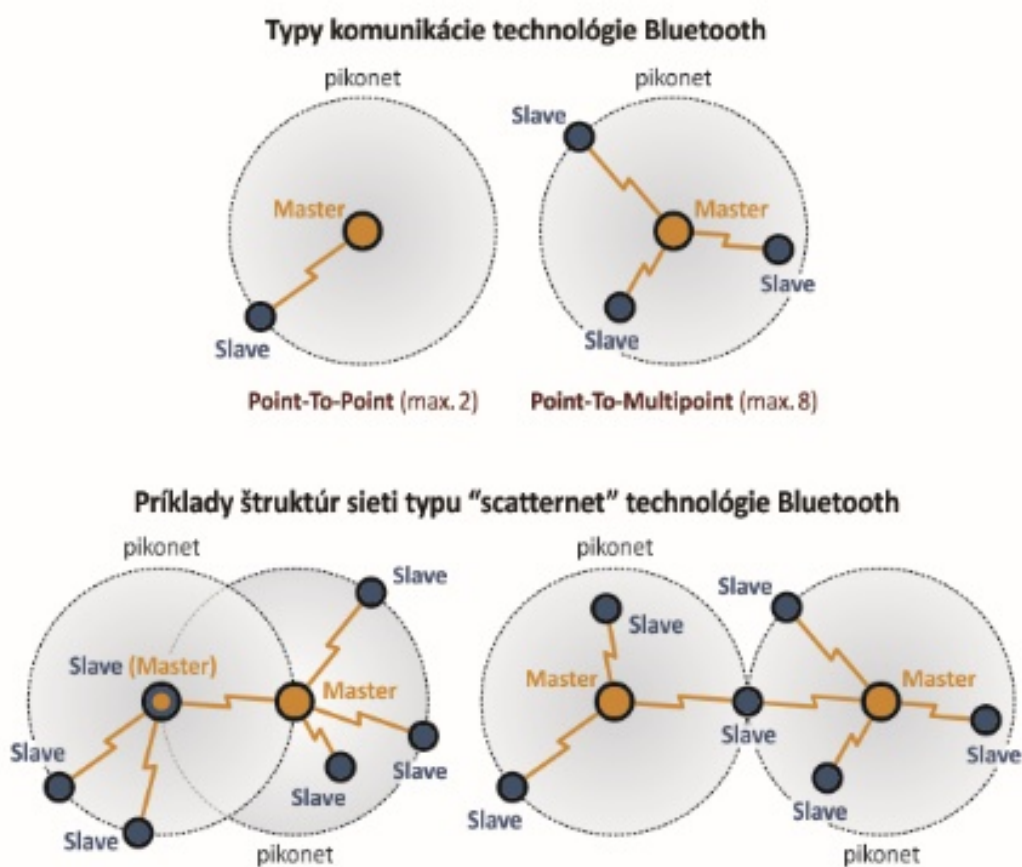 Typy komunikácie technológie Bluetooth
pikonet
pikonet
Slave
Master
Master
Slave
Slave
Slave
Point-To-Point (max. 2)
Point-To-Multipoint (max. 8)
Príklady štruktúr sieti typu “scatternet” technológie Bluetooth
pikonet
pikonet
Slave
Slave
Slave
Slave (Master)
Master
Master
Master
Slave
Slave
Slave
Slave
Slave
Slave
Slave
Slave
pikonet
pikonet